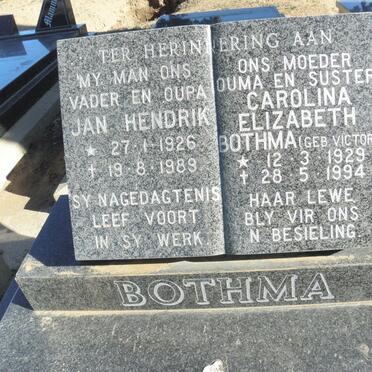 TER HERINNERING AAN
MY MAN ONS
VADER EN OUPA
JAN HENDRIK
* 27-1-1926
† 19-8-1989
SY NAGEDAGTENIS
LEEF VOORT
IN SY WERK.
ONS MOEDER
OUMA EN SUSTER
CAROLINA
ELIZABETH
BOTHMA (GEB VICTOR)
* 12-3-1929
† 28-5-1994
HAAR LEWE
BLY VIR ONS
N BESIELING
BOTHMA